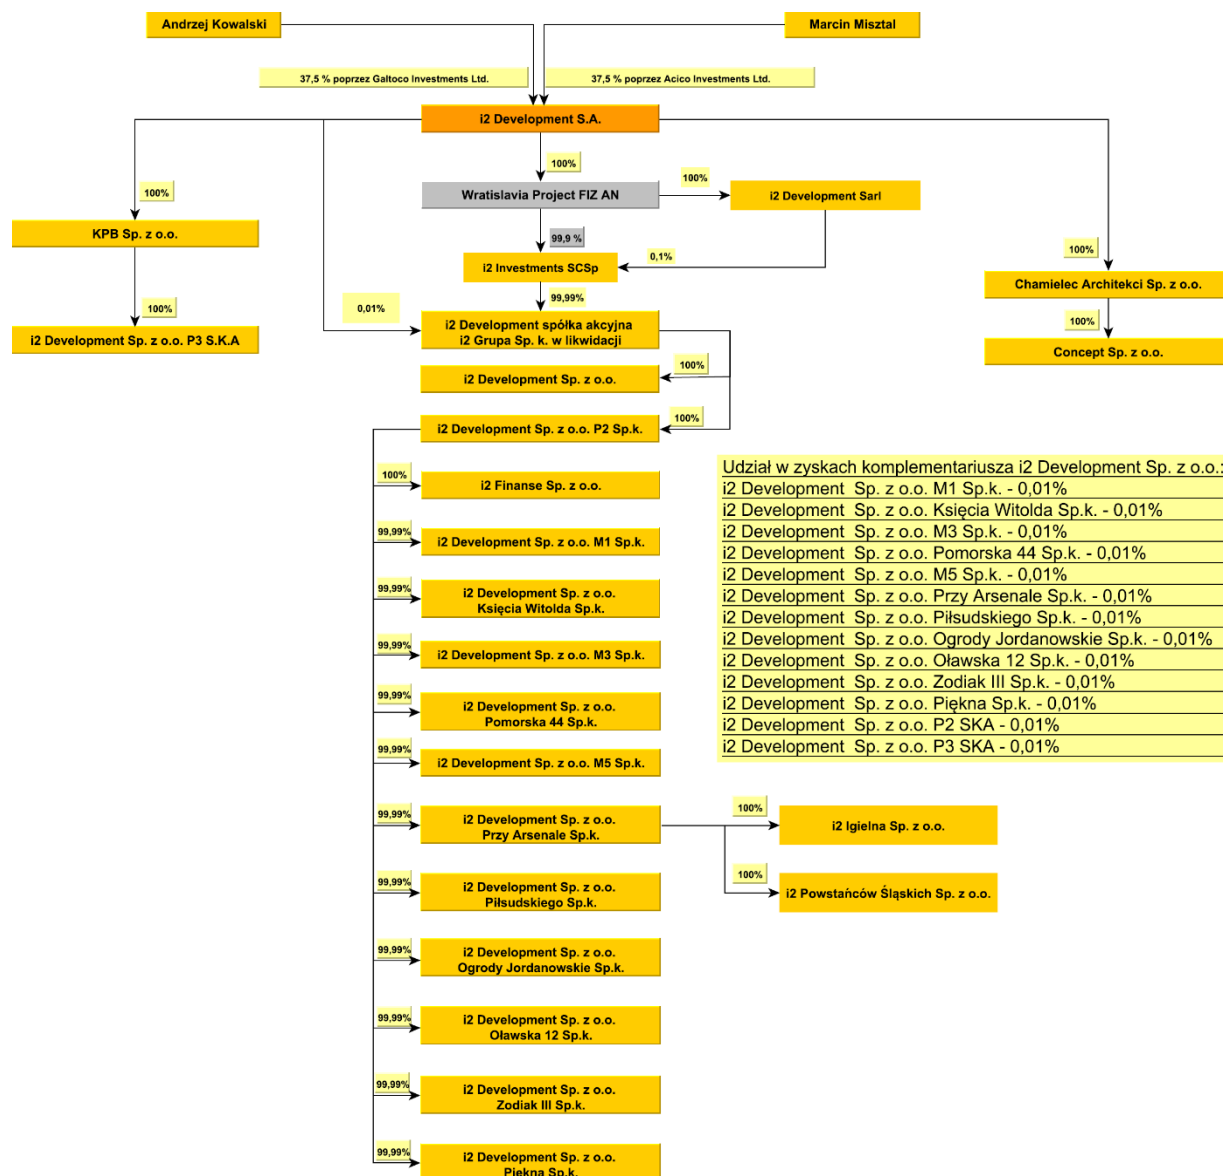 Andrzej Kowalski
Marcin Misztal
37,5 % poprzez Galtoco Investments Ltd.
37,5 % poprzez Acico Investments Ltd.
i2 Development S.A.
100%
100%
Wratislavia Project FIZ AN
100%
i2 Development Sarl
KPB Sp. z o.o.
99,9 %
0,1%
100%
i2 Investments SCSp
Chamielec Architekci Sp. z o.o.
100%
0,01%
99,99%
100%
i2 Development Sp. z o.o. P3 S.K.A
i2 Development spółka akcyjna
i2 Grupa Sp. k. w likwidacji
Concept Sp. z o.o.
100%
i2 Development Sp. z o.o.
100%
i2 Development Sp. z o.o. P2 Sp.k.
100%
i2 Finanse Sp. z o.o.
99,99%
i2 Development Sp. z o.o. M1 Sp.k.
99,99%
i2 Development Sp. z o.o.
Księcia Witolda Sp.k.
99,99%
i2 Development Sp. z o.o. M3 Sp.k.
99,99%
i2 Development Sp. z o.o.
Pomorska 44 Sp.k.
99,99%
i2 Development Sp. z o.o. M5 Sp.k.
Udział w zyskach komplementariusza i2 Development Sp. z o.o.:
i2 Development Sp. z o.o. M1 Sp.k. - 0,01%
i2 Development Sp. z o.o. Księcia Witolda Sp.k. - 0,01%
i2 Development Sp. z o.o. M3 Sp.k. - 0,01%
i2 Development Sp. z o.o. Pomorska 44 Sp.k. - 0,01%
i2 Development Sp. z o.o. M5 Sp.k. - 0,01%
i2 Development Sp. z o.o. Przy Arsenale Sp.k. - 0,01%
i2 Development Sp. z o.o. Piłsudskiego Sp.k. - 0,01%
i2 Development Sp. z o.o. Ogrody Jordanowskie Sp.k. - 0,01%
i2 Development Sp. z o.o. Oławska 12 Sp.k. - 0,01%
i2 Development Sp. z o.o. Zodiak III Sp.k. - 0,01%
i2 Development Sp. z o.o. Piękna Sp.k. - 0,01%
i2 Development Sp. z o.o. P2 SKA - 0,01%
i2 Development Sp. z o.o. P3 SKA - 0,01%
99,99%
i2 Development Sp. z o.o.
Przy Arsenale Sp.k.
100%
i2 Igielna Sp. z o.o.
100%
i2 Powstańców Śląskich Sp. z o.o.
99,99%
i2 Development Sp. z o.o.
Piłsudskiego Sp.k.
99,99%
i2 Development Sp. z o.o.
Ogrody Jordanowskie Sp.k.
99,99%
i2 Development Sp. z o.o.
Oławska 12 Sp.k.
99,99%
i2 Development Sp. z o.o.
Zodiak III Sp.k.
99,99%
i2 Development Sp. z o.o.
Piękna Sp.k.